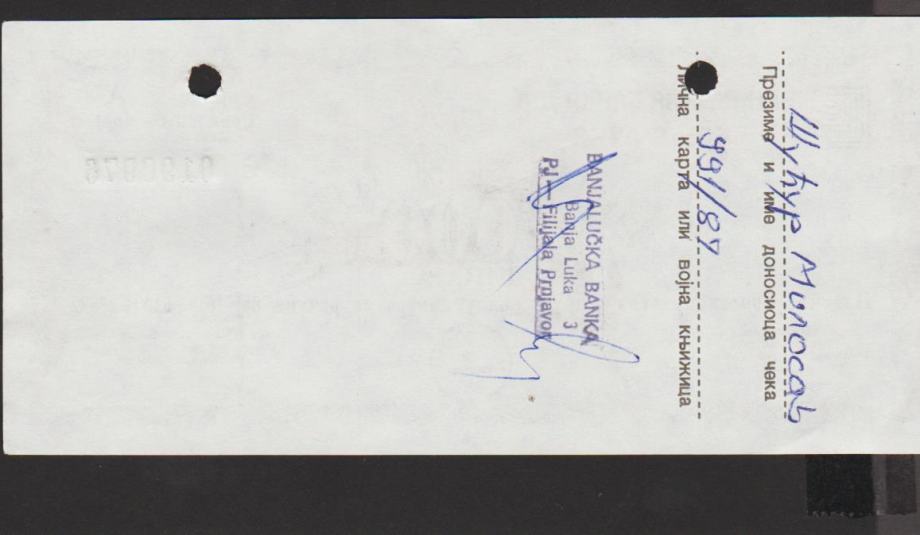 Шућур Милосав
Презиме и име доносиоца чека
991/87
Лична карта или војна књижица
BANJALUČKA BANKA
Banja Luka 3
PJ — Filijala Prnjavor